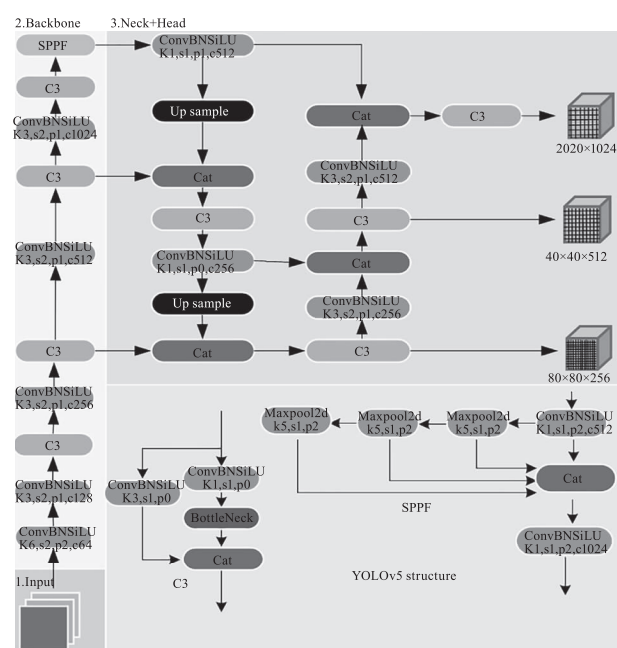 2.Backbone
3.Neck+Head
SPPF
C3
ConvBNSiLU
K3,s2,p1,c1024
C3
ConvBNSiLU
K3,s2,p1,c512
C3
ConvBNSiLU
K3,s2,p1,c256
C3
ConvBNSiLU
K3,s2,p1,c128
ConvBNSiLU
K6,s2,p2,c64
1.Input
ConvBNSiLU
K1,s1,p1,c512
Up sample
Cat
C3
ConvBNSiLU
K1,s1,p0,c256
Up sample
Cat
Cat
C3
ConvBNSiLU
K3,s2,p1,c512
C3
Cat
ConvBNSiLU
K3,s2,p1,c256
C3
2020×1024
40×40×512
80×80×256
ConvBNSiLU
K3,s1,p0
ConvBNSiLU
K1,s1,p0
BottleNeck
Cat
C3
Maxpool2d
k5,s1,p2
Maxpool2d
k5,s1,p2
Maxpool2d
k5,s1,p2
ConvBNSiLU
K1,s1,p2,c512
Cat
SPPF
ConvBNSiLU
K1,s1,p2,c1024
YOLOv5 structure